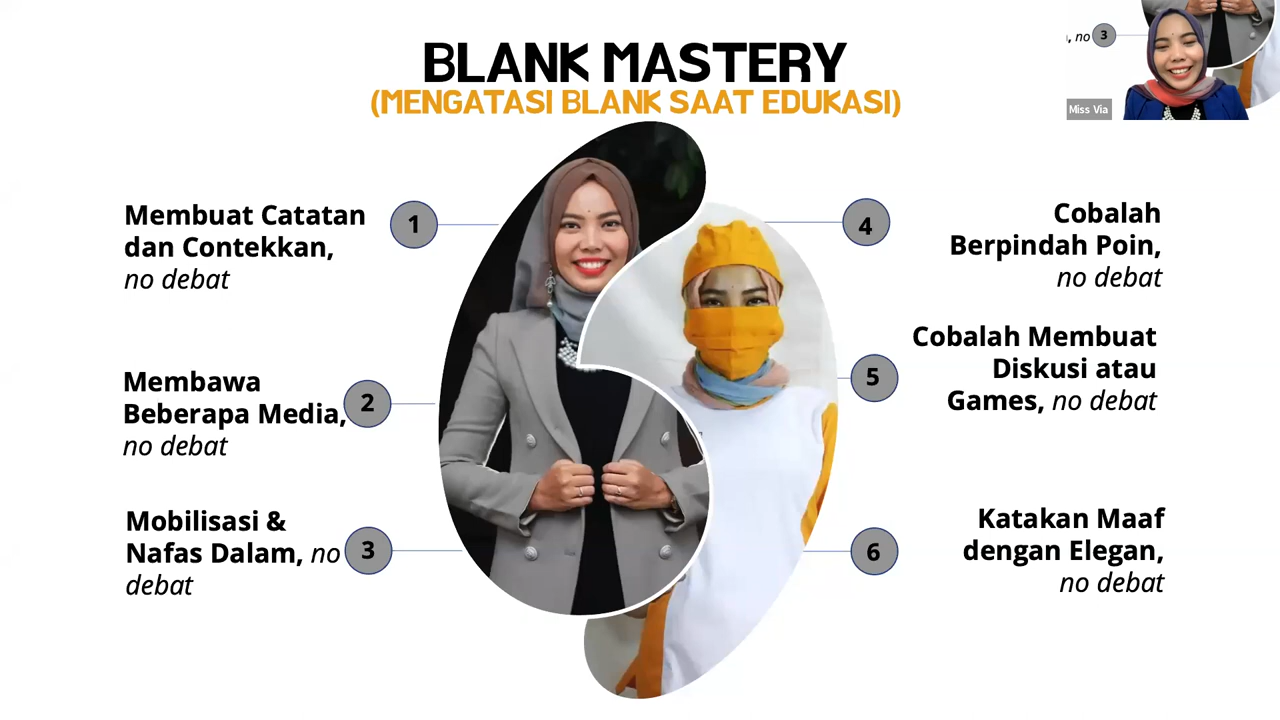 BLANK MASTERY
(MENGATASI BLANK SAAT EDUKASI)
Membuat Catatan
dan Contekkan,
no debat
1
Membawa
Beberapa Media,
no debat
2
Mobilisasi &
Nafas Dalam, no
debat
3
4
Cobalah
Berpindah Poin,
no debat
5
Cobalah Membuat
Diskusi atau
Games, no debat
6
Katakan Maaf
dengan Elegan,
no debat
, no 3
Miss Via